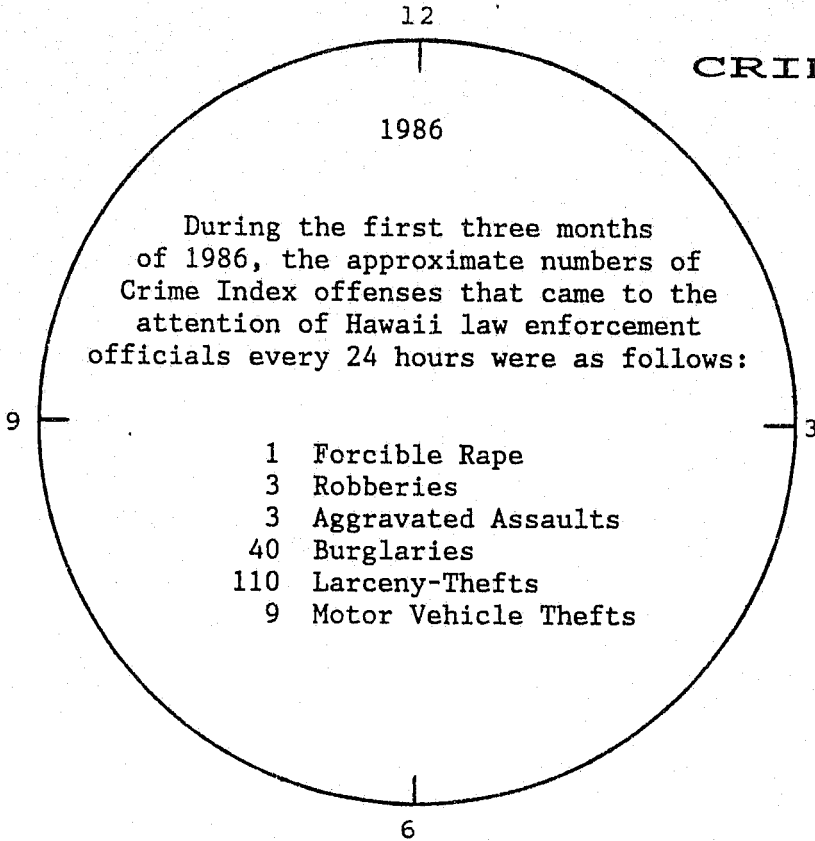 12
1986
During the first three months
of 1986, the approximate numbers of
Crime Index offenses that came to the
attention of Hawaii law enforcement
officials every 24 hours were as follows:
9
3
1 Forcible Rape
3 Robberies
3 Aggravated Assaults
40 Burglaries
110 Larceny-Thefts
9 Motor Vehicle Thefts
6